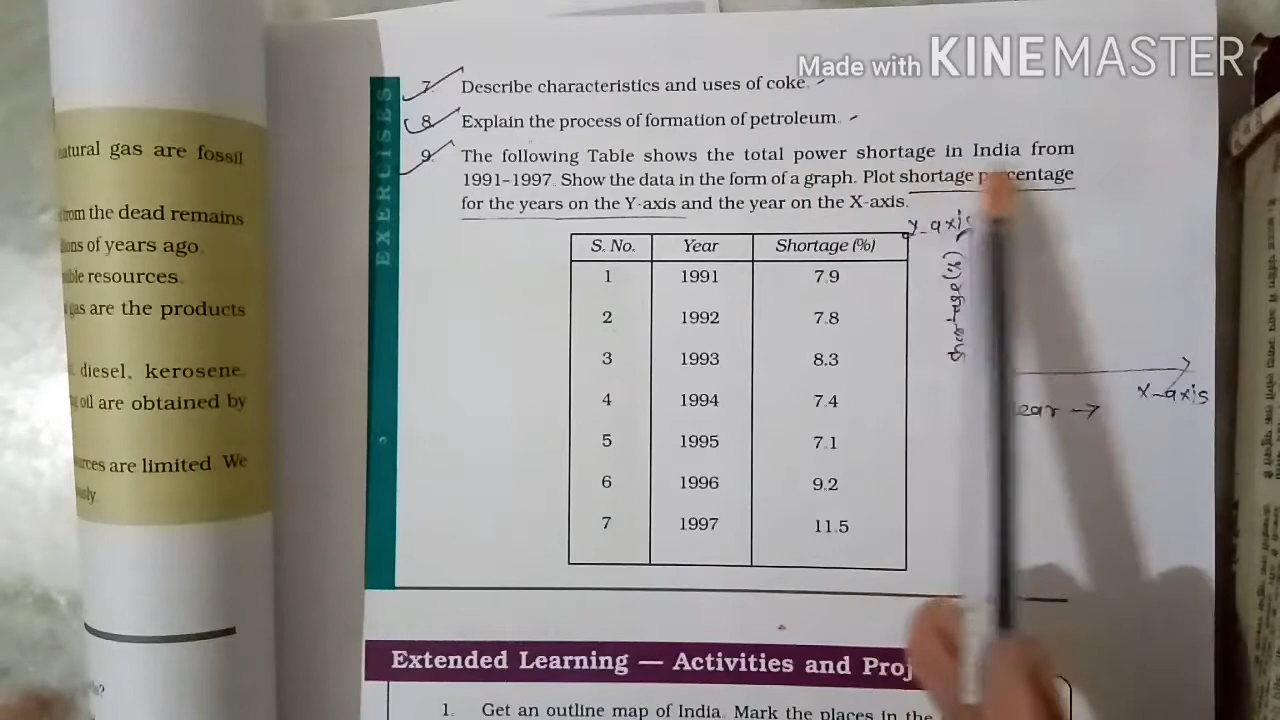 Made with KINEMASTER
EXERCISES
7. Describe characteristics and uses of coke.
8. Explain the process of formation of petroleum.
9. The following Table shows the total power shortage in India from
1991–1997. Show the data in the form of a graph. Plot shortage
for the years on the Y-axis and the year on the X-axis.
S. No. Year Shortage (%)
1 1991 7.9
2 1992 7.8
3 1993 8.3
4 1994 7.4
5 1995 7.1
6 1996 9.2
7 1997 11.5
shortage(%)
x-axis
Extended Learning — Activities and
1. Get an outline map of India. Mark the places in the
natural gas are fossil
from the dead remains
of years ago.
resources.
gas are the products
diesel, kerosene,
oil are obtained by
are limited. We